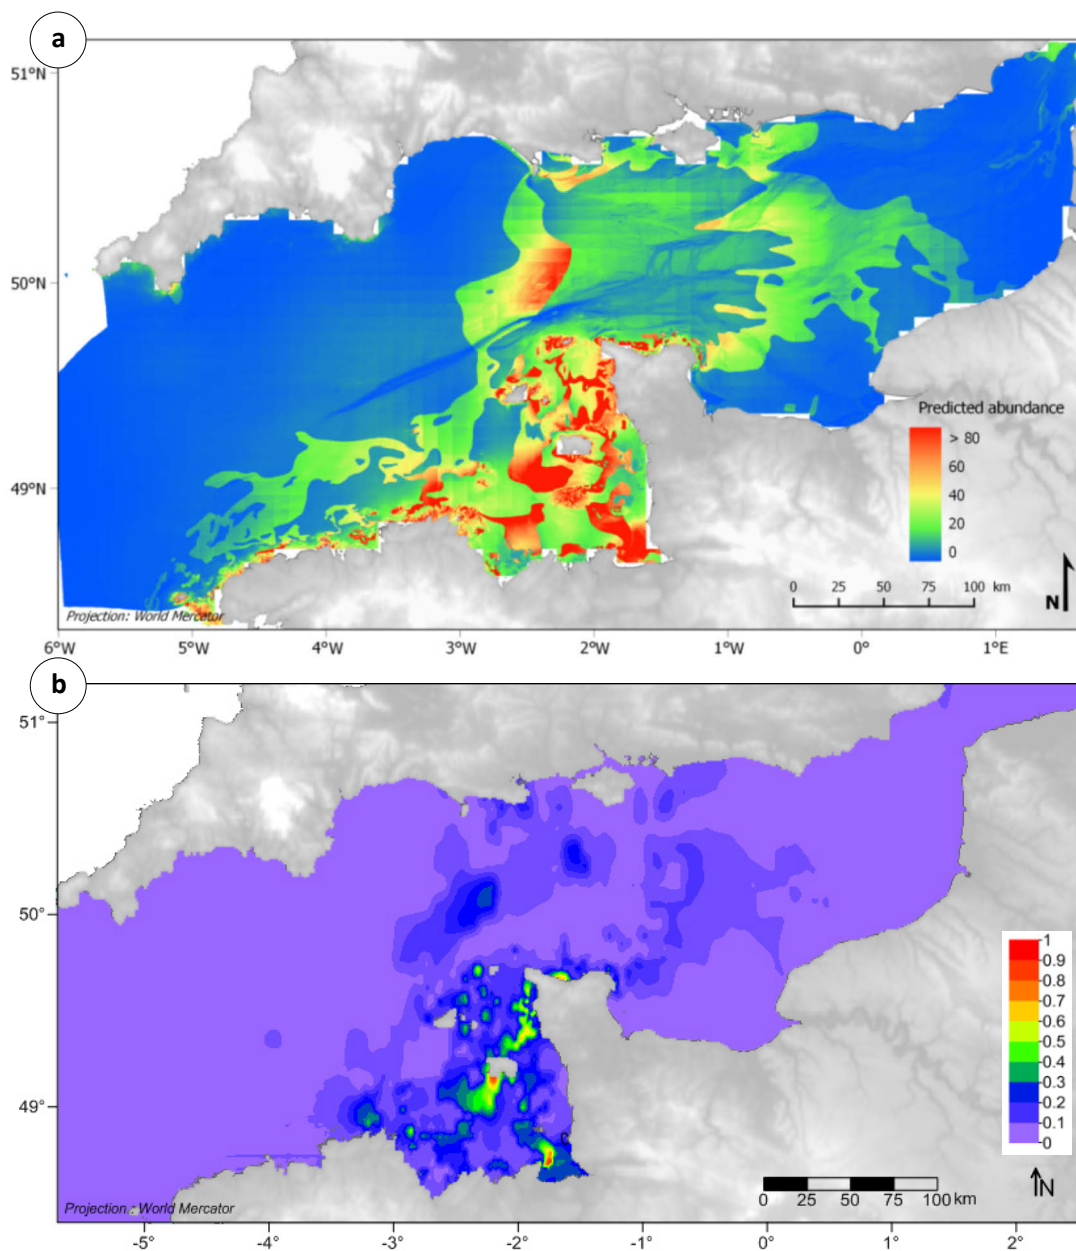 a
51°N
50°N
49°N
Predicted abundance
> 80
60
40
20
0
0 25 50 75 100 km
N
Projection: World Mercator
6°W 5°W 4°W 3°W 2°W 1°W 0° 1°E
b
51°
50°
49°
1
0.9
0.8
0.7
0.6
0.5
0.4
0.3
0.2
0.1
0
0 25 50 75 100 km
N
Projection : World Mercator
-5° -4° -3° -2° -1° 0° 1° 2°